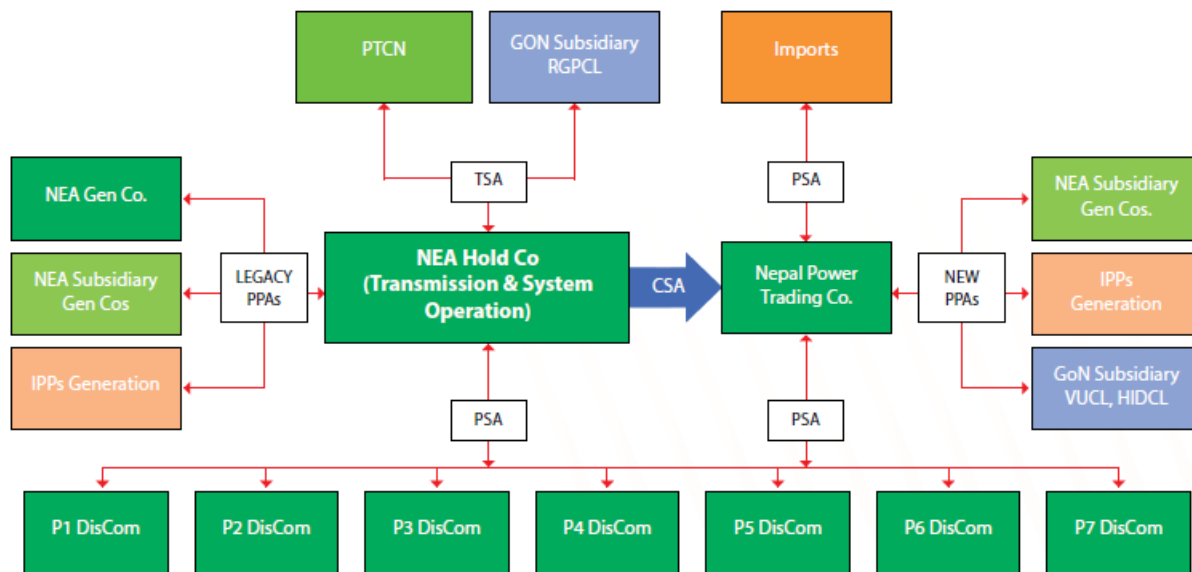 PTCN
GON Subsidiary
RGPCL
Imports
TSA
PSA
NEA Gen Co.
NEA Subsidiary
Gen Cos
IPPs Generation
LEGACY
PPAs
NEA Hold Co
(Transmission & System
Operation)
CSA
Nepal Power
Trading Co.
NEW
PPAs
NEA Subsidiary
Gen Cos.
IPPs
Generation
GoN Subsidiary
VUCL, HIDCL
PSA
PSA
P1 DisCom
P2 DisCom
P3 DisCom
P4 DisCom
P5 DisCom
P6 DisCom
P7 DisCom